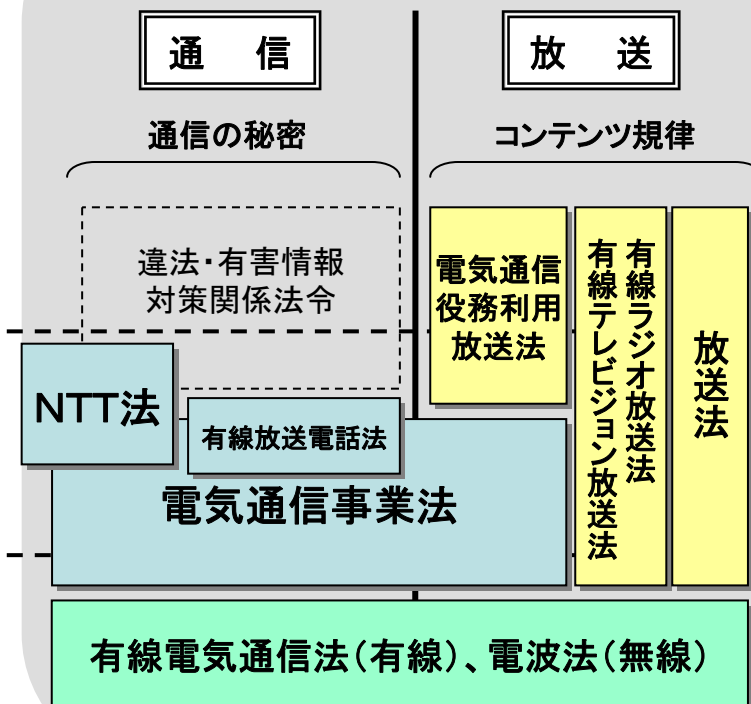 通　信
放　送
通信の秘密
コンテンツ規律
違法・有害情報
対策関係法令
電気通信
役務利用
放送法
有線ラジオ放送法
有線テレビジョン放送法
放送法
NTT法
有線放送電話法
電気通信事業法
有線電気通信法(有線)、電波法(無線)